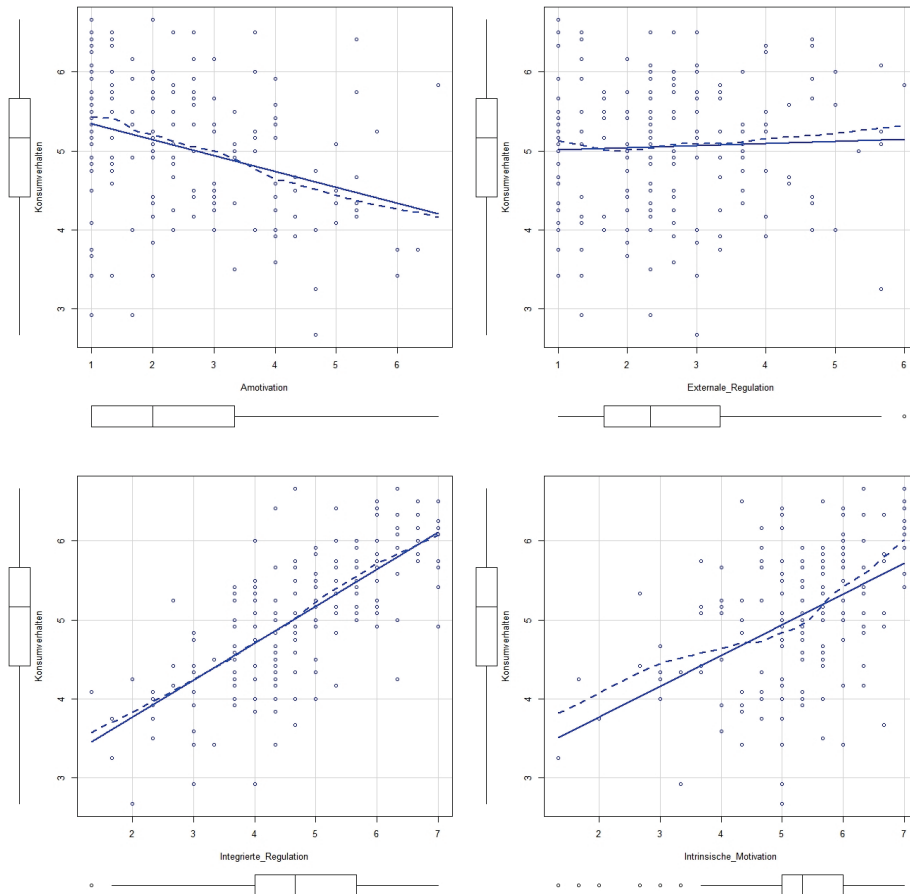 6
5
4
3
Konsumverhalten
1 2 3 4 5 6
Amotivation
6
5
4
3
Konsumverhalten
1 2 3 4 5 6
Externale_Regulation
6
5
4
3
Konsumverhalten
2 3 4 5 6 7
Integrierte_Regulation
6
5
4
3
Konsumverhalten
2 3 4 5 6 7
Intrinsische_Motivation